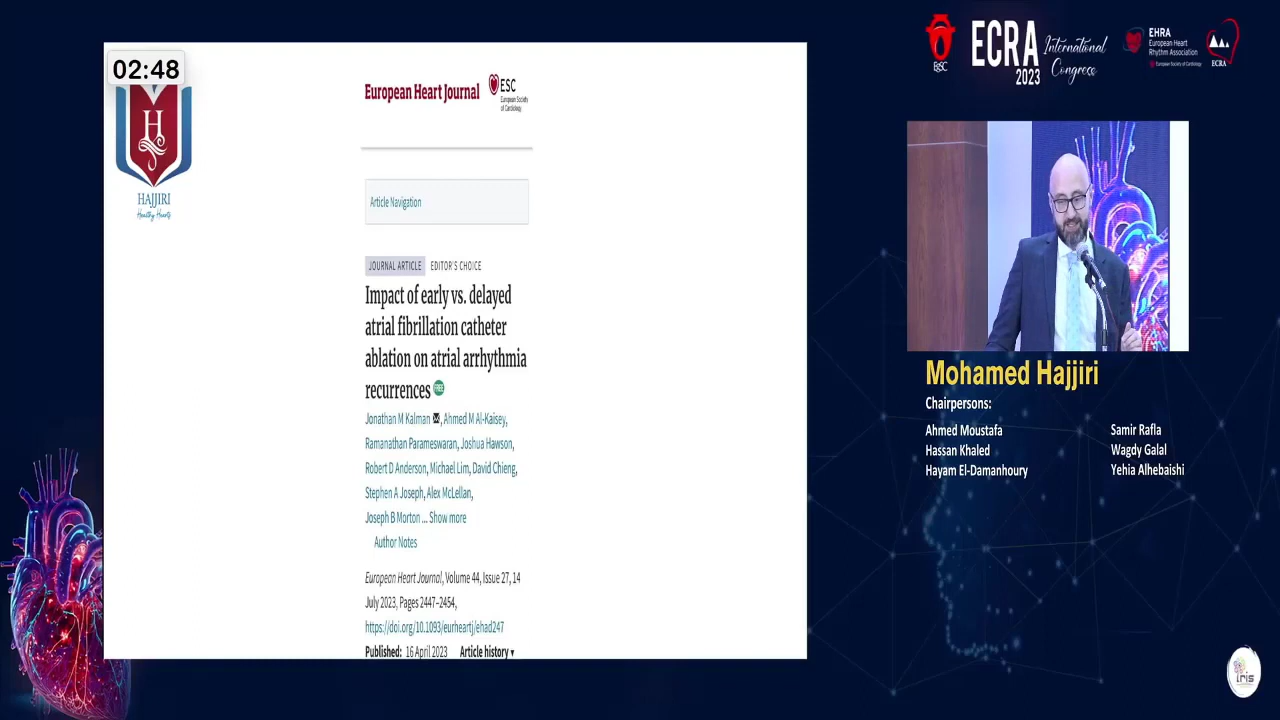 02:48
H
HAJJIRI
Healthy Hearts
European Heart Journal
ESC
European Society
of Cardiology
Article Navigation
JOURNAL ARTICLE EDITOR'S CHOICE
Impact of early vs. delayed
atrial fibrillation catheter
ablation on atrial arrhythmia
recurrences FREE
Jonathan M Kalman, Ahmed M Al-Kaisey,
Ramanathan Parameswaran, Joshua Hawson,
Robert D Anderson, Michael Lim, David Chieng,
Stephen A Joseph, Alex McLellan,
Joseph B Morton ... Show more
Author Notes
European Heart Journal, Volume 44, Issue 27, 14
July 2023, Pages 2447–2454,
https://doi.org/10.1093/eurheartj/ehad247
Published: 16 April 2023 Article history ▾
ECRA
2023
International
Congress
EHRA
European Heart
Rhythm Association
European Society of Cardiology
ECRA
Mohamed Hajjiri
Chairpersons:
Ahmed Moustafa
Hassan Khaled
Hayam El-Damanhoury
Samir Rafla
Wagdy Galal
Yehia Alhebaishi
iris